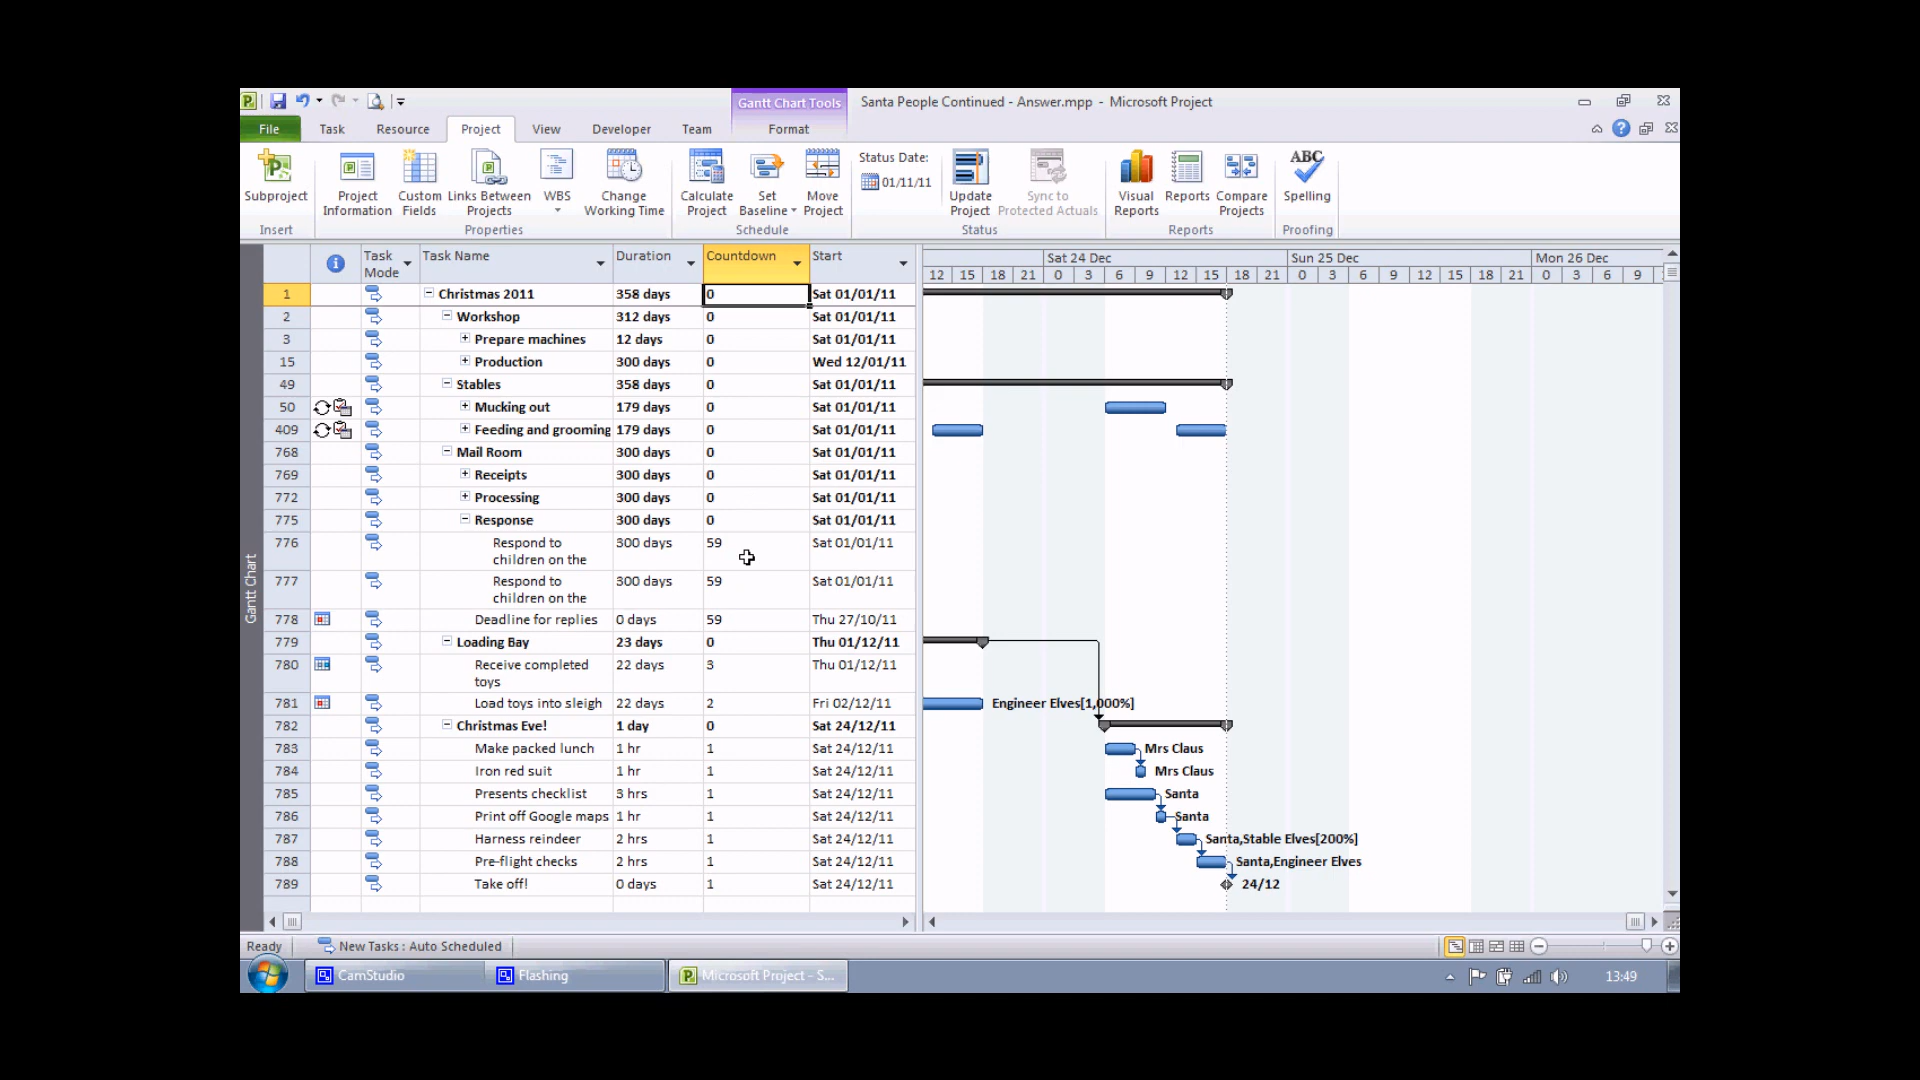 Gantt Chart Tools
Santa People Continued - Answer.mpp - Microsoft Project
File Task Resource Project View Developer Team Format
Subproject
Project Information
Custom Fields
Links Between Projects
WBS
Change Working Time
Calculate Project
Set Baseline
Move Project
Status Date:
01/11/11
Update Project
Sync to Protected Actuals
Visual Reports
Reports
Compare Projects
ABC
Spelling
Insert Properties Schedule Status Reports Proofing
Task Mode Task Name Duration Countdown Start
Sat 24 Dec Sun 25 Dec Mon 26 Dec
12 15 18 21 0 3 6 9 12 15 18 21 0 3 6 9 12 15 18 21 0 3 6 9
1 Christmas 2011 358 days 0 Sat 01/01/11
2 Workshop 312 days 0 Sat 01/01/11
3 Prepare machines 12 days 0 Sat 01/01/11
15 Production 300 days 0 Wed 12/01/11
49 Stables 358 days 0 Sat 01/01/11
50 Mucking out 179 days 0 Sat 01/01/11
409 Feeding and grooming 179 days 0 Sat 01/01/11
768 Mail Room 300 days 0 Sat 01/01/11
769 Receipts 300 days 0 Sat 01/01/11
772 Processing 300 days 0 Sat 01/01/11
775 Response 300 days 0 Sat 01/01/11
776 Respond to 300 days 59 Sat 01/01/11
children on the
777 Respond to 300 days 59 Sat 01/01/11
children on the
778 Deadline for replies 0 days 59 Thu 27/10/11
779 Loading Bay 23 days 0 Thu 01/12/11
780 Receive completed 22 days 3 Thu 01/12/11
toys
781 Load toys into sleigh 22 days 2 Fri 02/12/11 Engineer Elves[1,000%]
782 Christmas Eve! 1 day 0 Sat 24/12/11
783 Make packed lunch 1 hr 1 Sat 24/12/11 Mrs Claus
784 Iron red suit 1 hr 1 Sat 24/12/11 Mrs Claus
785 Presents checklist 3 hrs 1 Sat 24/12/11 Santa
786 Print off Google maps 1 hr 1 Sat 24/12/11 Santa
787 Harness reindeer 2 hrs 1 Sat 24/12/11 Santa,Stable Elves[200%]
788 Pre-flight checks 2 hrs 1 Sat 24/12/11 Santa,Engineer Elves
789 Take off! 0 days 1 Sat 24/12/11 24/12
Gantt Chart
Ready New Tasks : Auto Scheduled
CamStudio Flashing Microsoft Project - S... 13:49